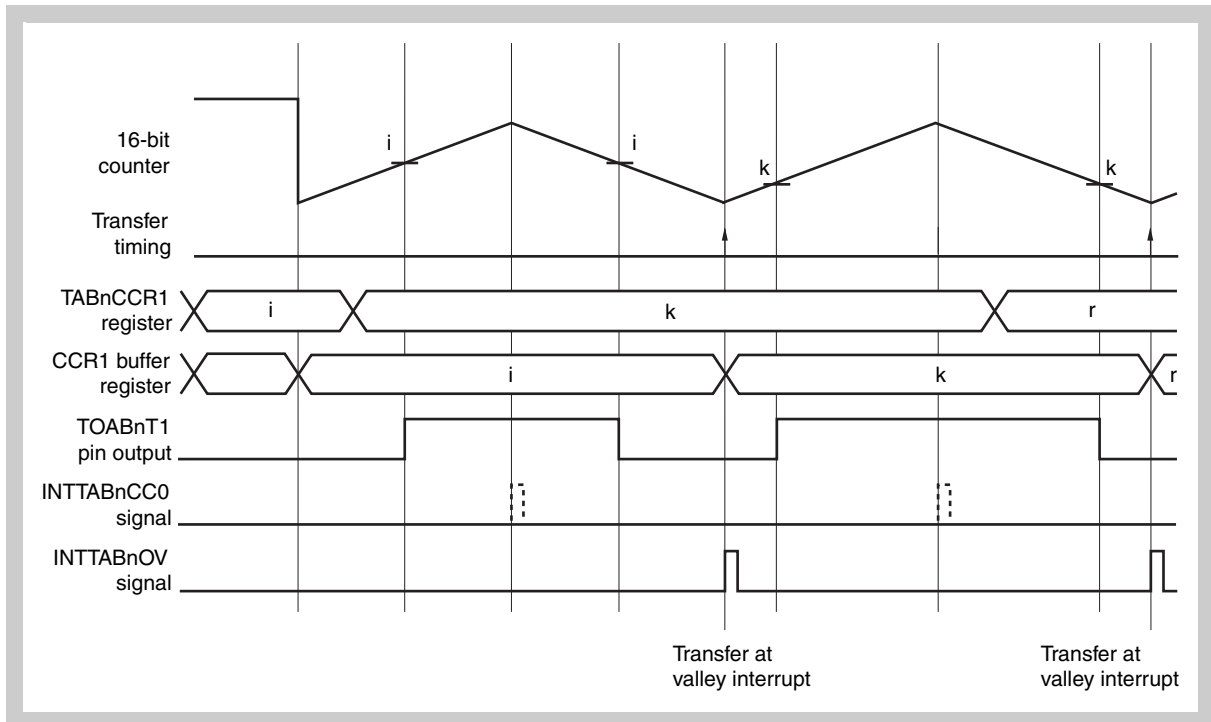 16-bit
counter
i
i
k
k
Transfer
timing
TABnCCR1
register
i
k
r
CCR1 buffer
register
i
k
r
TOABnT1
pin output
INTTABnCC0
signal
INTTABnOV
signal
Transfer at
valley interrupt
Transfer at
valley interrupt